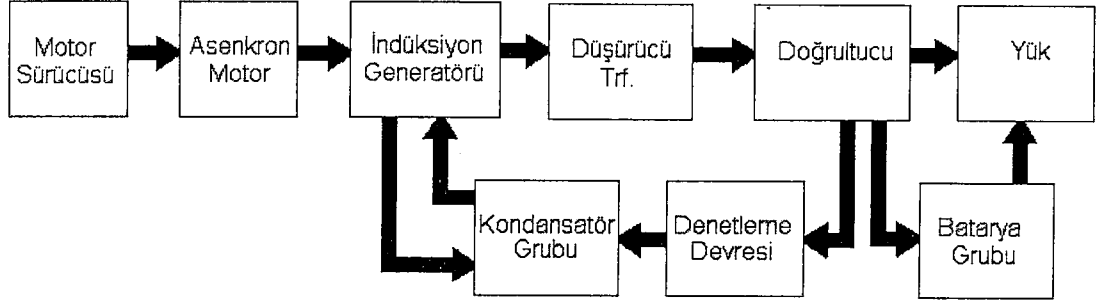 Motor
Sürücüsü
Asenkron
Motor
İndüksiyon
Generatörü
Düşürücü
Trf.
Doğrultucu
Yük
Kondansatör
Grubu
Denetleme
Devresi
Batarya
Grubu